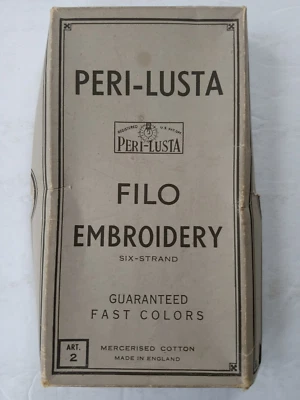 PERI-LUSTA
PERI-LUSTA
FILO
EMBROIDERY
SIX-STRAND
GUARANTEED
FAST COLORS
ART.
2
MERCERISED COTTON
MADE IN ENGLAND